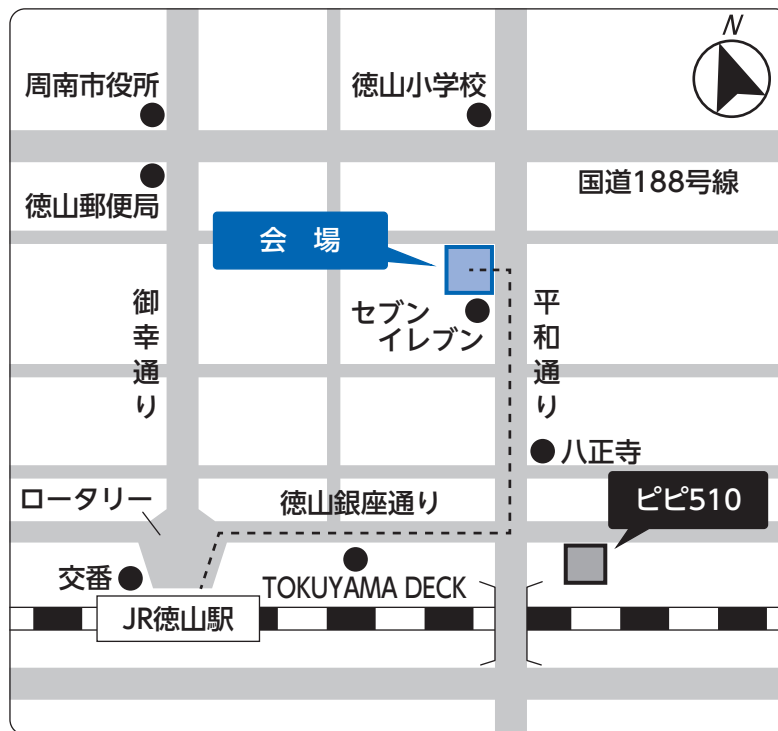 N
周南市役所
徳山小学校
国道188号線
徳山郵便局
会 場
セブン
イレブン
御幸通り
平和通り
八正寺
ロータリー
徳山銀座通り
ピピ510
交番
TOKUYAMA DECK
JR徳山駅